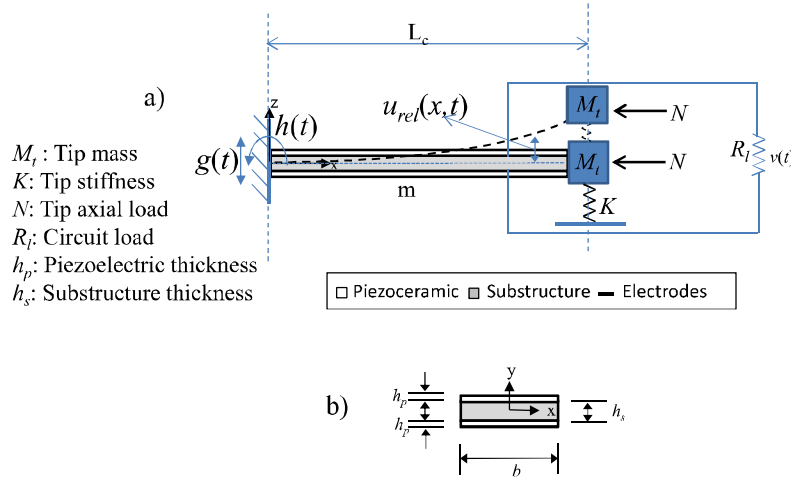 L_c
a)
z
h(t)
g(t)
x
u_rel(x,t)
M_t
N
M_t
N
R_l
v(t)
K
m
M_t : Tip mass
K: Tip stiffness
N: Tip axial load
R_l: Circuit load
h_p: Piezoelectric thickness
h_s: Substructure thickness
Piezoceramic Substructure Electrodes
b)
y
h_p
x
h_s
h_p
b